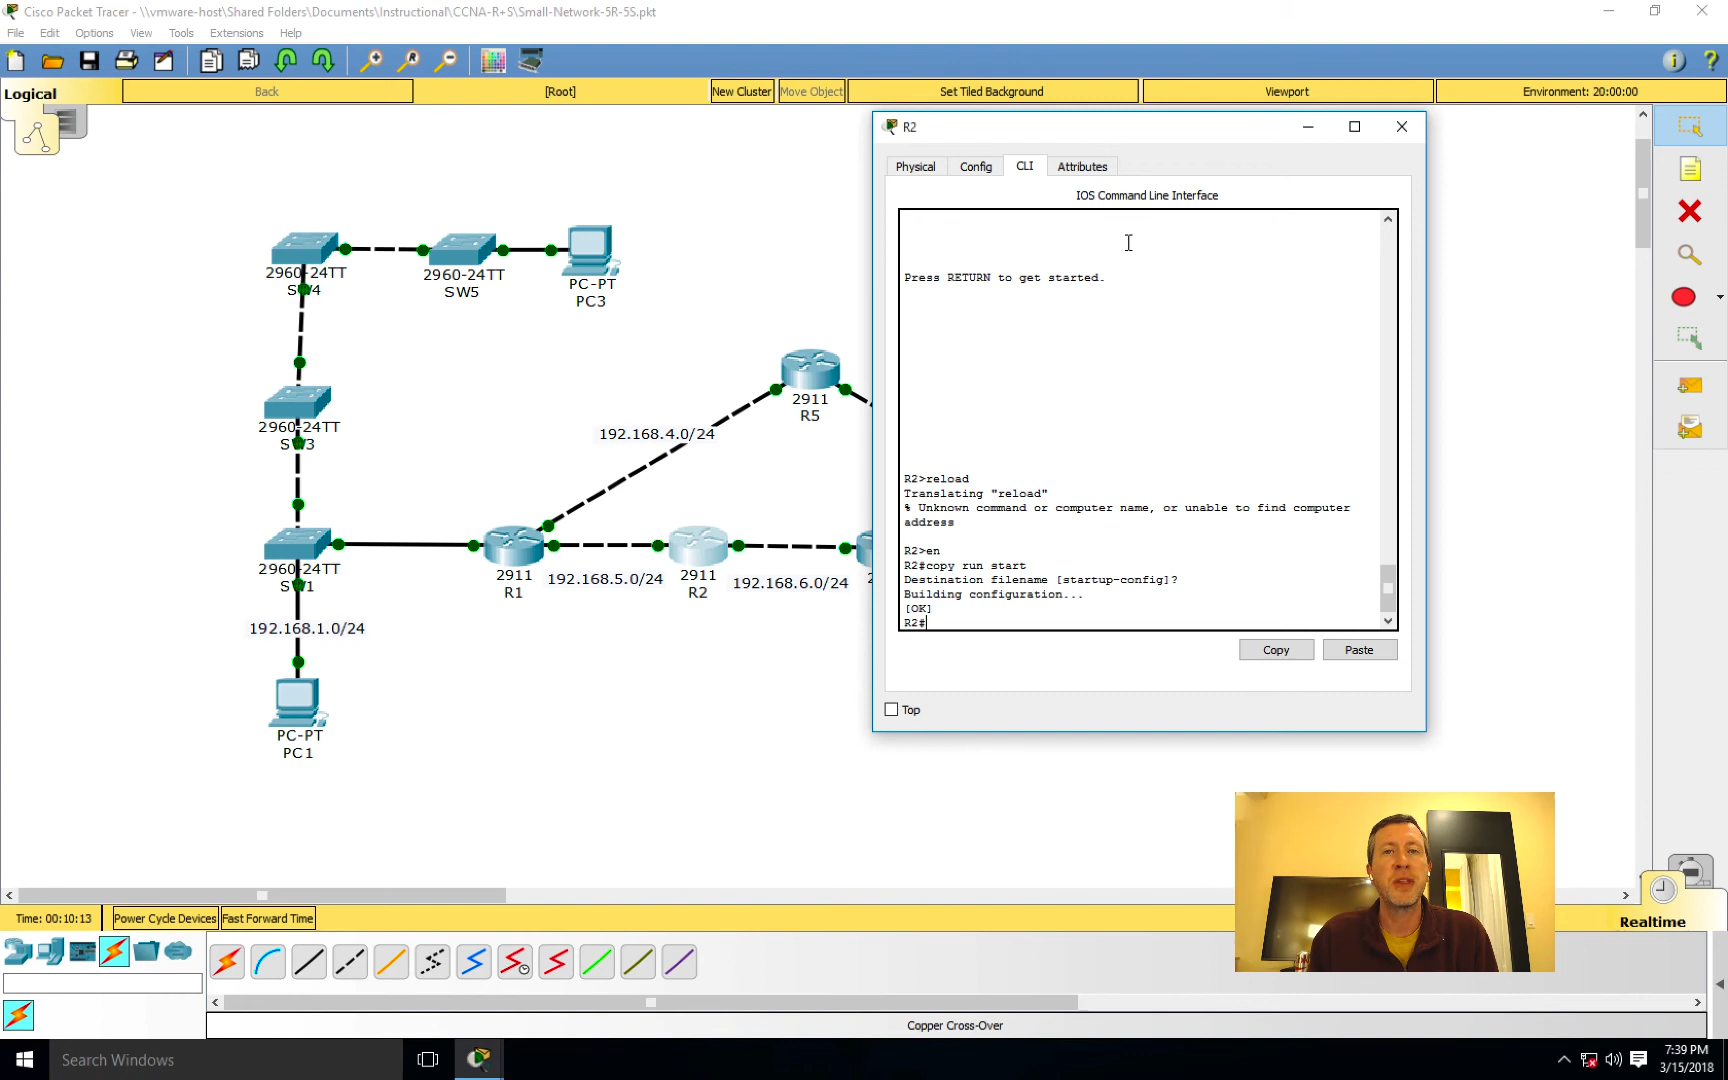 Cisco Packet Tracer - \\vmware-host\Shared Folders\Documents\Instructional\CCNA-R+S\Small-Network-5R-5S.pkt
File Edit Options View Tools Extensions Help
Logical Back [Root] New Cluster Move Object Set Tiled Background Viewport Environment: 20:00:00
R2
Physical Config CLI Attributes
IOS Command Line Interface
Press RETURN to get started.
R2>reload
Translating "reload"
% Unknown command or computer name, or unable to find computer
address
R2>en
R2#copy run start
Destination filename [startup-config]?
Building configuration...
[OK]
R2#
Copy Paste
Top
2960-24TT
SW4
2960-24TT
SW5
PC-PT
PC3
2960-24TT
SW3
2911
R5
192.168.4.0/24
2960-24TT
SW1
2911
R1
192.168.5.0/24
2911
R2
192.168.6.0/24
2
192.168.1.0/24
PC-PT
PC1
Time: 00:10:13 Power Cycle Devices Fast Forward Time
Realtime
Copper Cross-Over
Search Windows
7:39 PM
3/15/2018